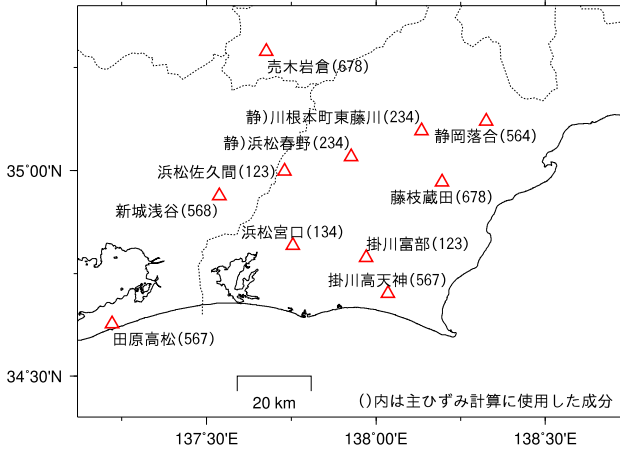 売木岩倉(678)
静)川根本町東藤川(234)
静岡落合(564)
静)浜松春野(234)
35°00'N
浜松佐久間(123)
藤枝蔵田(678)
新城浅谷(568)
浜松宮口(134)
掛川富部(123)
掛川高天神(567)
田原高松(567)
34°30'N
20 km
()内は主ひずみ計算に使用した成分
137°30'E
138°00'E
138°30'E